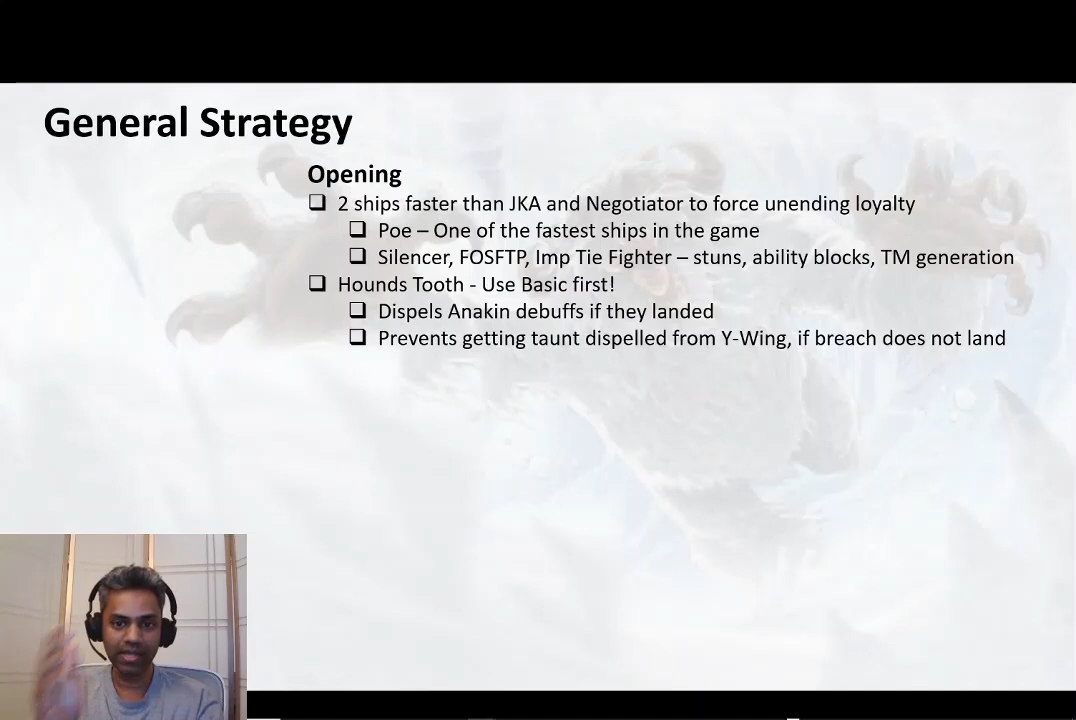 General Strategy
Opening
2 ships faster than JKA and Negotiator to force unending loyalty
Poe – One of the fastest ships in the game
Silencer, FOSFTP, Imp Tie Fighter – stuns, ability blocks, TM generation
Hounds Tooth - Use Basic first!
Dispels Anakin debuffs if they landed
Prevents getting taunt dispelled from Y-Wing, if breach does not land